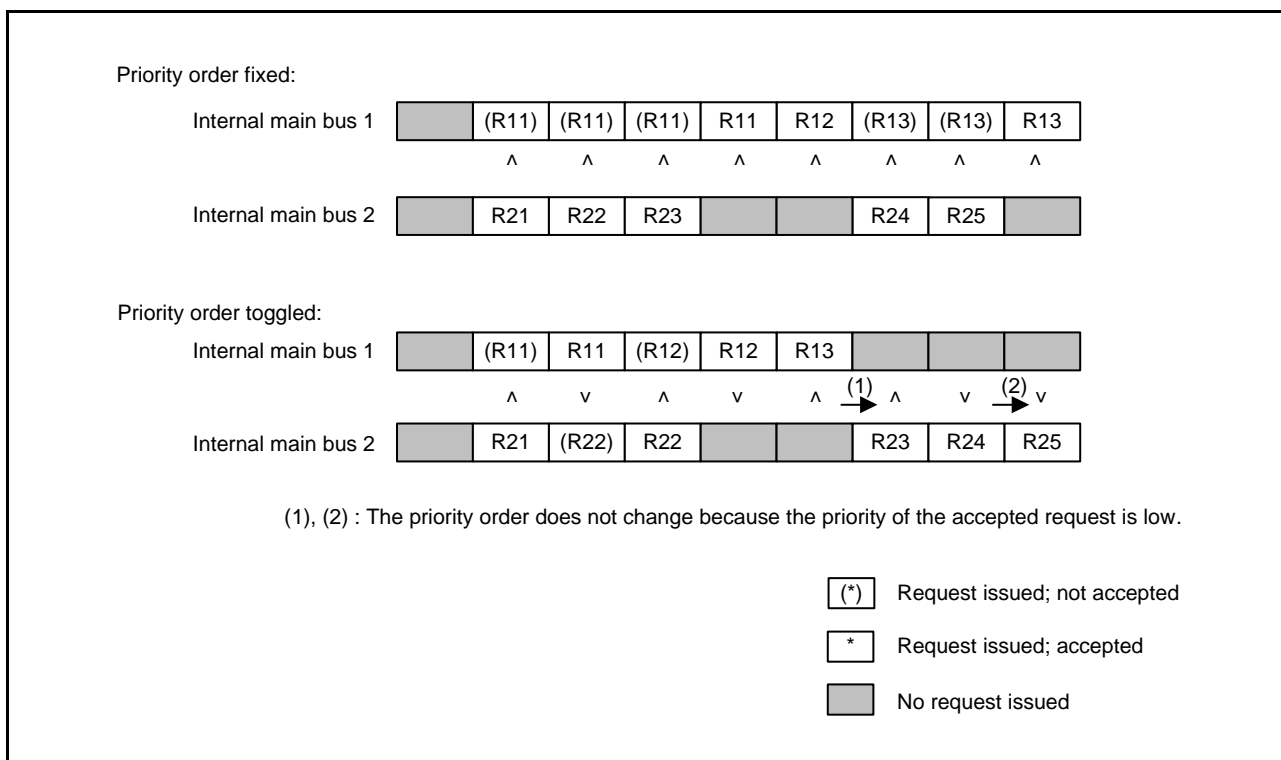 Priority order fixed:
Internal main bus 1 (R11) (R11) (R11) R11 R12 (R13) (R13) R13
^ ^ ^ ^ ^ ^ ^ ^
Internal main bus 2 R21 R22 R23 R24 R25
Priority order toggled:
Internal main bus 1 (R11) R11 (R12) R12 R13
^ v ^ v ^ (1) ^ v (2) v
Internal main bus 2 R21 (R22) R22 R23 R24 R25
(1), (2) : The priority order does not change because the priority of the accepted request is low.
(*) Request issued; not accepted
* Request issued; accepted
No request issued